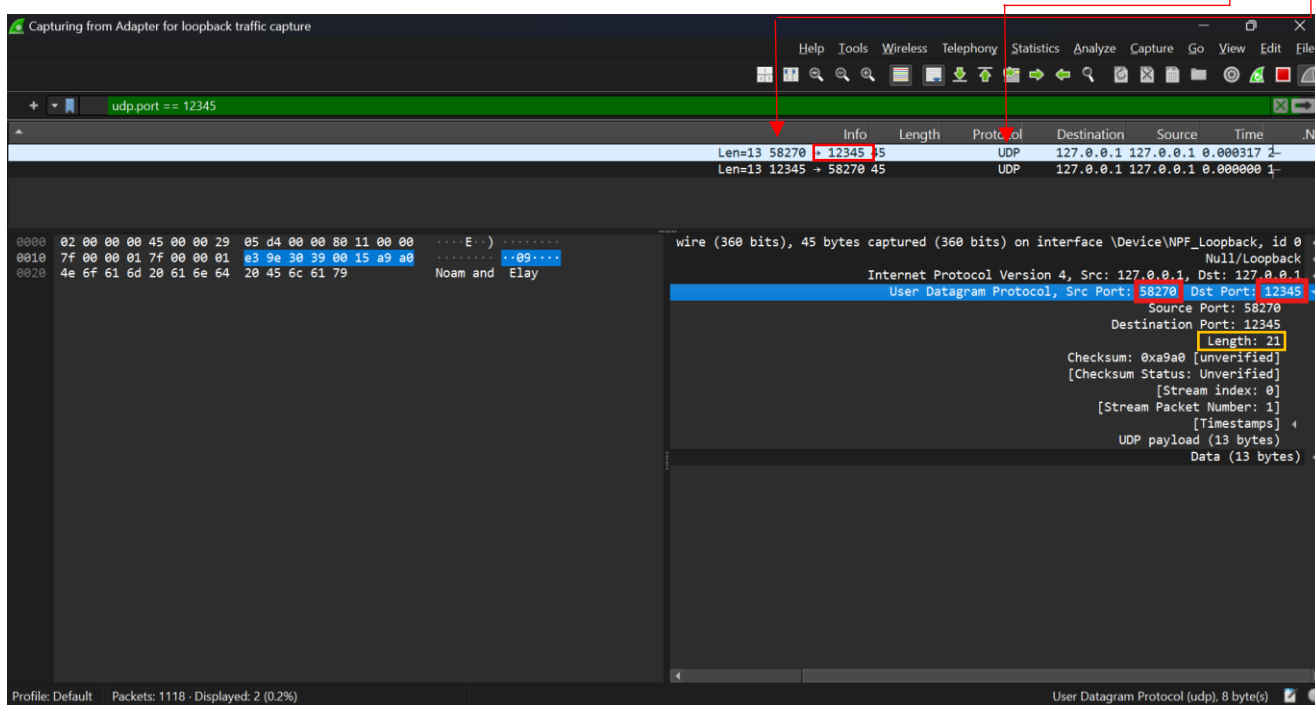 Capturing from Adapter for loopback traffic capture
Help Tools Wireless Telephony Statistics Analyze Capture Go View Edit File
udp.port == 12345
Info Length Protocol Destination Source Time .N
Len=13 58270 → 12345 45 UDP 127.0.0.1 127.0.0.1 0.000317 2
Len=13 12345 → 58270 45 UDP 127.0.0.1 127.0.0.1 0.000000 1
0000 02 00 00 00 45 00 00 29 05 d4 00 00 80 11 00 00 ····E··) ········
0010 7f 00 00 01 7f 00 00 01 e3 9e 30 39 00 15 a9 a0 ········ ··09····
0020 4e 6f 61 6d 20 61 6e 64 20 45 6c 61 79 Noam and Elay
wire (360 bits), 45 bytes captured (360 bits) on interface \Device\NPF_Loopback, id 0
Null/Loopback
Internet Protocol Version 4, Src: 127.0.0.1, Dst: 127.0.0.1
User Datagram Protocol, Src Port: 58270 Dst Port: 12345
Source Port: 58270
Destination Port: 12345
Length: 21
Checksum: 0xa9a0 [unverified]
[Checksum Status: Unverified]
[Stream index: 0]
[Stream Packet Number: 1]
[Timestamps]
UDP payload (13 bytes)
Data (13 bytes)
Profile: Default Packets: 1118 · Displayed: 2 (0.2%) User Datagram Protocol (udp), 8 byte(s)